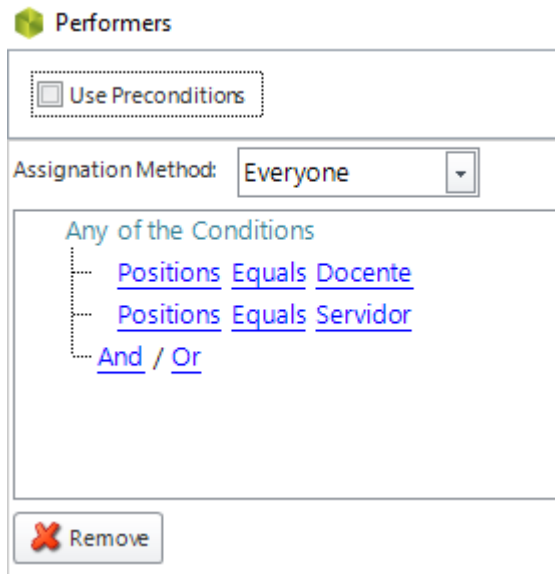 Performers
Use Preconditions
Assignation Method: Everyone
Any of the Conditions
Positions Equals Docente
Positions Equals Servidor
And / Or
Remove